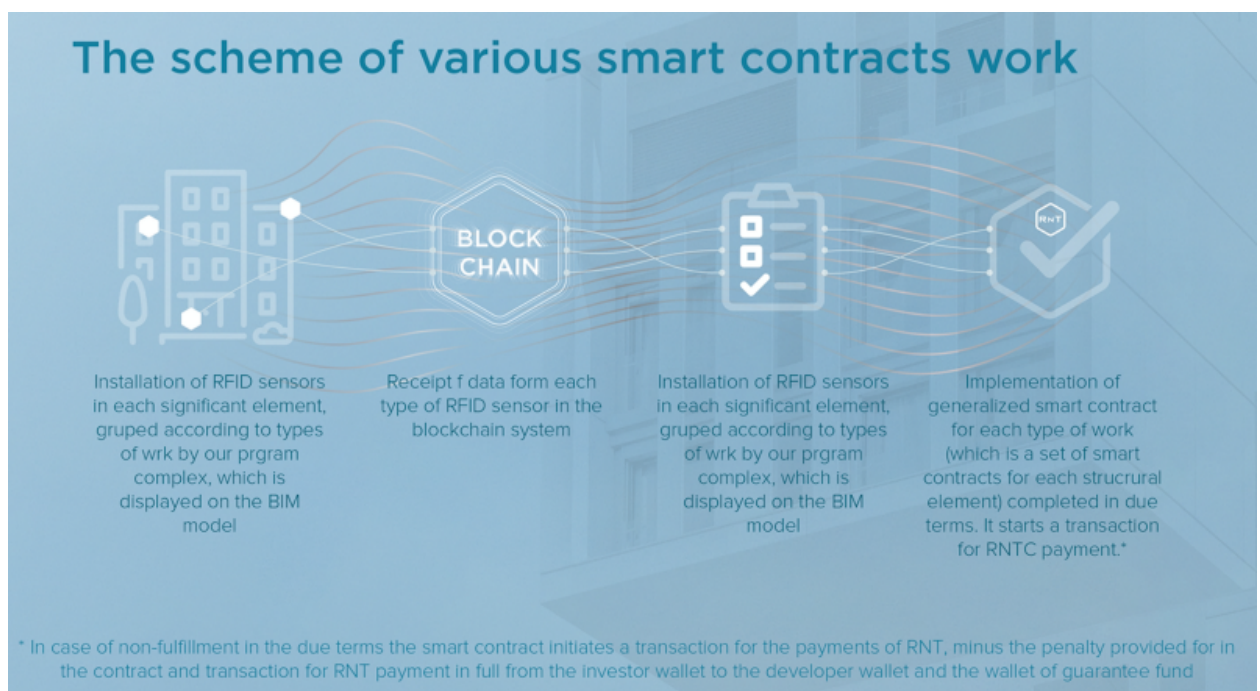 The scheme of various smart contracts work
BLOCK
CHAIN
RNT
Installation of RFID sensors
in each significant element,
gruped according to types
of wrk by our prgram
complex, which is
displayed on the BIM
model
Receipt f data form each
type of RFID sensor in the
blockchain system
Installation of RFID sensors
in each significant element,
gruped according to types
of wrk by our prgram
complex, which is
displayed on the BIM
model
Implementation of
generalized smart contract
for each type of work
(which is a set of smart
contracts for each strucrural
element) completed in due
terms. It starts a transaction
for RNTC payment.*
* In case of non-fulfillment in the due terms the smart contract initiates a transaction for the payments of RNT, minus the penalty provided for in
the contract and transaction for RNT payment in full from the investor wallet to the developer wallet and the wallet of guarantee fund